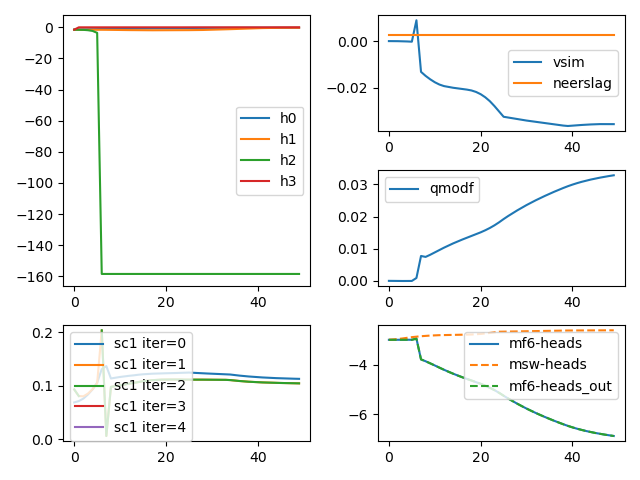 0
−20
−40
−60
−80
−100
−120
−140
−160
0
20
40
h0
h1
h2
h3
0.00
−0.02
0
20
40
vsim
neerslag
0.03
0.02
0.01
0.00
0
20
40
qmodf
0.2
0.1
0.0
0
20
40
sc1 iter=0
sc1 iter=1
sc1 iter=2
sc1 iter=3
sc1 iter=4
−4
−6
0
20
40
mf6-heads
msw-heads
mf6-heads_out